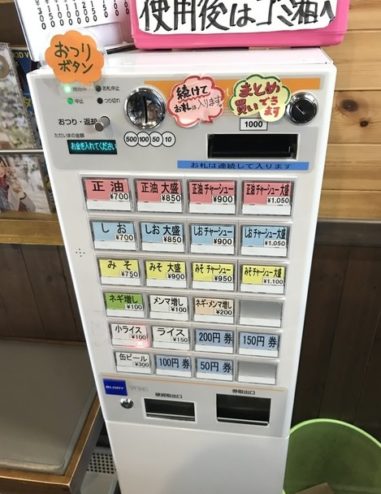 使用後はゴミ箱へ
おつり
ボタン
続けて
お札が入ります
まとめ
買いできます
おつり・返却
500 100 50 10
1000
お金を入れてください
お札は連続して入ります
正油 ¥700
正油 大盛 ¥850
正油 チャーシュー ¥900
正油チャーシュー大盛 ¥1,050
しお ¥700
しお 大盛 ¥850
しお チャーシュー ¥900
しおチャーシュー大盛 ¥1,050
みそ ¥750
みそ 大盛 ¥900
みそ チャーシュー ¥950
みそチャーシュー大盛 ¥1,100
ネギ増し ¥100
メンマ増し ¥100
ネギ・メンマ増し ¥200
小ライス ¥100
ライス ¥150
200円 券
150円 券
缶ビール ¥300
100円 券
50円 券